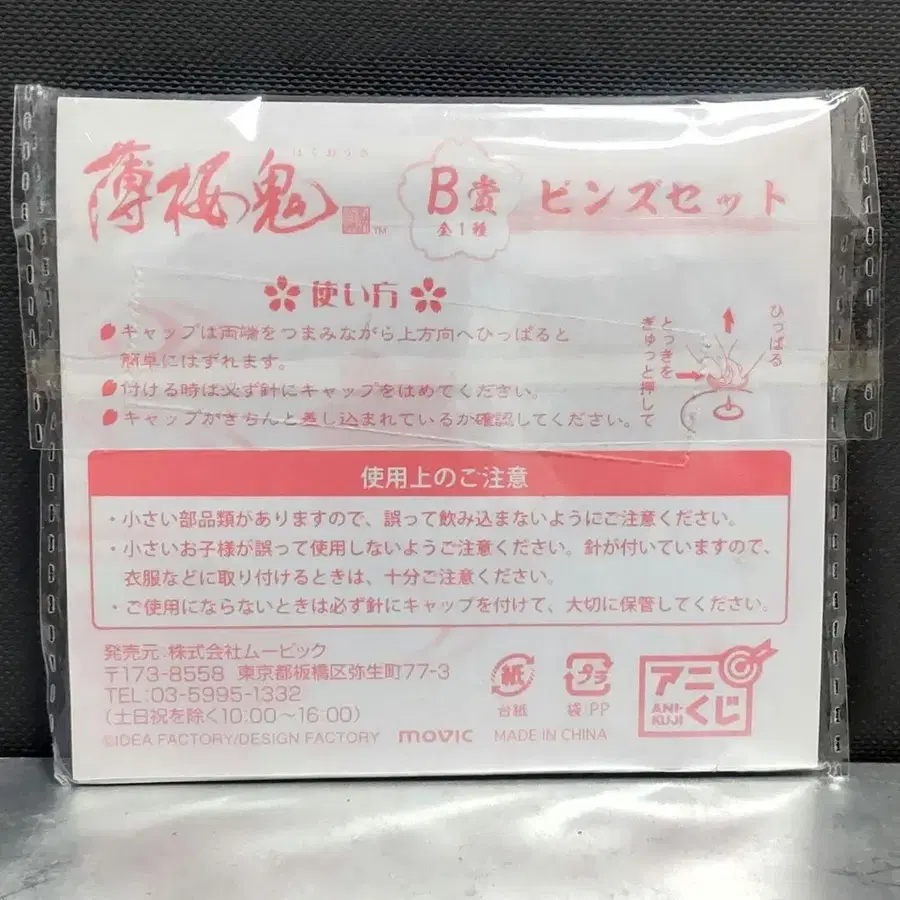 はくおうき
薄桜鬼 TM
B賞
全1種
ピンズセット
使い方
キャップは両端をつまみながら上方向へひっぱると
簡単にはずれます。
付ける時は必ず針にキャップをはめてください。
キャップがきちんと差し込まれているか確認してください。
ひっぱる
とっきを
ぎゅっと押して
使用上のご注意
・小さい部品類がありますので、誤って飲み込まないようにご注意ください。
・小さいお子様が誤って使用しないようご注意ください。針が付いていますので、
衣服などに取り付けるときは、十分ご注意ください。
・ご使用にならないときは必ず針にキャップを付けて、大切に保管してください。
発売元 株式会社ムービック
〒173-8558 東京都板橋区弥生町77-3
TEL:03-5995-1332
(土日祝を除く10:00～16:00)
©IDEA FACTORY/DESIGN FACTORY movic MADE IN CHINA
紙
台紙
プラ
袋:PP
アニ
ANI-
KUJI
くじ